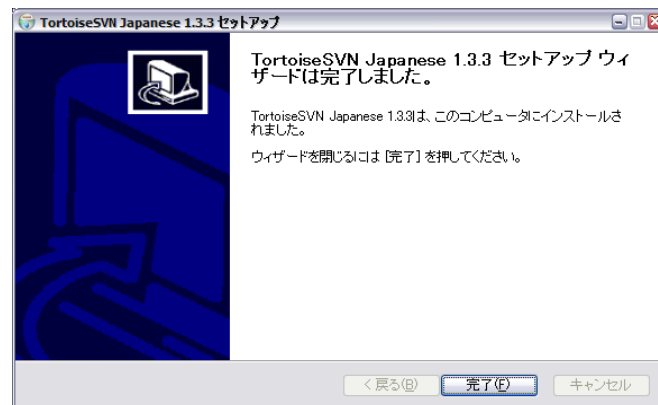 TortoiseSVN Japanese 1.3.3 セットアップ
TortoiseSVN Japanese 1.3.3 セットアップ ウィ
ザードは完了しました。
TortoiseSVN Japanese 1.3.3は、このコンピュータにインストールさ
れました。
ウィザードを閉じるには [完了] を押してください。
< 戻る(B)
完了(F)
キャンセル